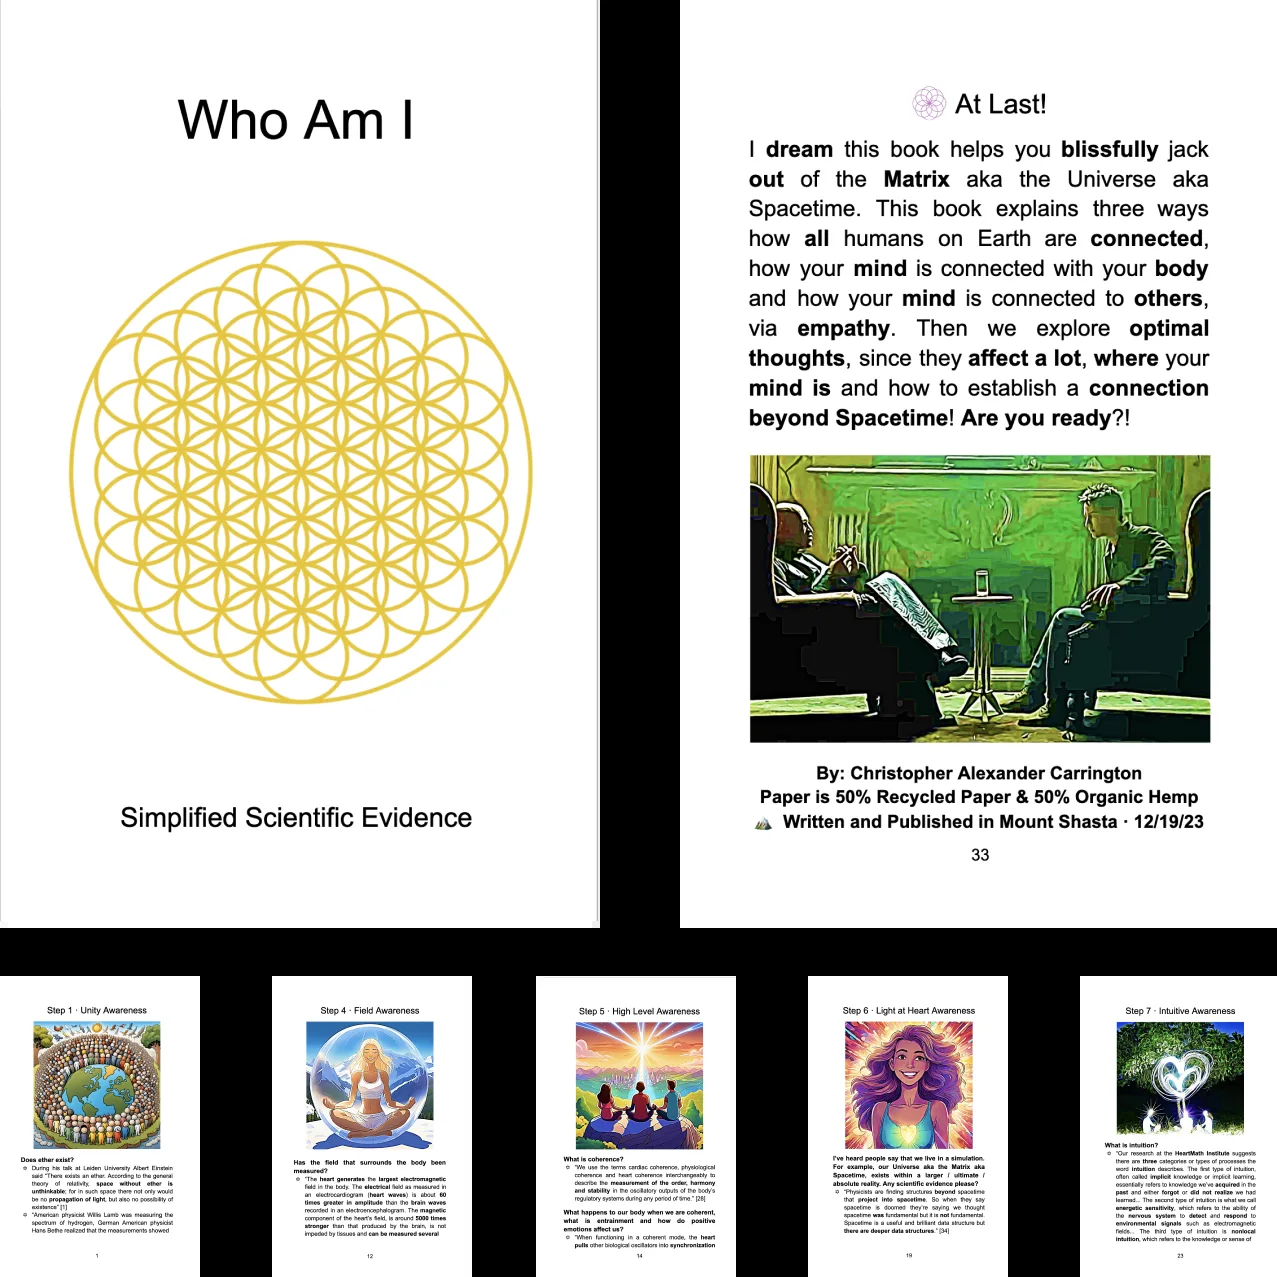 Who Am I
Simplified Scientific Evidence
At Last!
I dream this book helps you blissfully jack
out of the Matrix aka the Universe aka
Spacetime. This book explains three ways
how all humans on Earth are connected,
how your mind is connected with your body
and how your mind is connected to others,
via empathy. Then we explore optimal
thoughts, since they affect a lot, where your
mind is and how to establish a connection
beyond Spacetime! Are you ready?!
By: Christopher Alexander Carrington
Paper is 50% Recycled Paper & 50% Organic Hemp
Written and Published in Mount Shasta · 12/19/23
33
Step 1 · Unity Awareness
Does ether exist?
During his talk at Leiden University Albert Einstein
said "There exists an ether. According to the general
theory of relativity, space without ether is
unthinkable; for in such space there not only would
be no propagation of light, but also no possibility of
existence" [1]
"American physicist Willis Lamb was measuring the
spectrum of hydrogen, German American physicist
Hans Bethe realized that the measurements showed
1
Step 4 · Field Awareness
Has the field that surrounds the body been
measured?
"The heart generates the largest electromagnetic
field in the body. The electrical field as measured in
an electrocardiogram (heart waves) is about 60
times greater in amplitude than the brain waves
recorded in an electroencephalogram. The magnetic
component of the heart's field, is around 5000 times
stronger than that produced by the brain, is not
impeded by tissues and can be measured several
12
Step 5 · High Level Awareness
What is coherence?
"We use the terms cardiac coherence, physiological
coherence and heart coherence interchangeably to
describe the measurement of the order, harmony
and stability in the oscillatory outputs of the body's
regulatory systems during any period of time." [28]
What happens to our body when we are coherent,
what is entrainment and how do positive
emotions affect us?
"When functioning in a coherent mode, the heart
pulls other biological oscillators into synchronization
14
Step 6 · Light at Heart Awareness
I've heard people say that we live in a simulation.
For example, our Universe aka the Matrix aka
Spacetime, exists within a larger / ultimate /
absolute reality. Any scientific evidence please?
"Physicists are finding structures beyond spacetime
that project into spacetime. So when they say
spacetime is doomed they're saying we thought
spacetime was fundamental but it is not fundamental.
Spacetime is a useful and brilliant data structure but
there are deeper data structures." [34]
19
Step 7 · Intuitive Awareness
What is intuition?
"Our research at the HeartMath Institute suggests
there are three categories or types of processes the
word intuition describes. The first type of intuition,
often called implicit knowledge or implicit learning,
essentially refers to knowledge we've acquired in the
past and either forgot or did not realize we had
learned... The second type of intuition is what we call
energetic sensitivity, which refers to the ability of
the nervous system to detect and respond to
environmental signals such as electromagnetic
fields... The third type of intuition is nonlocal
intuition, which refers to the knowledge or sense of
23